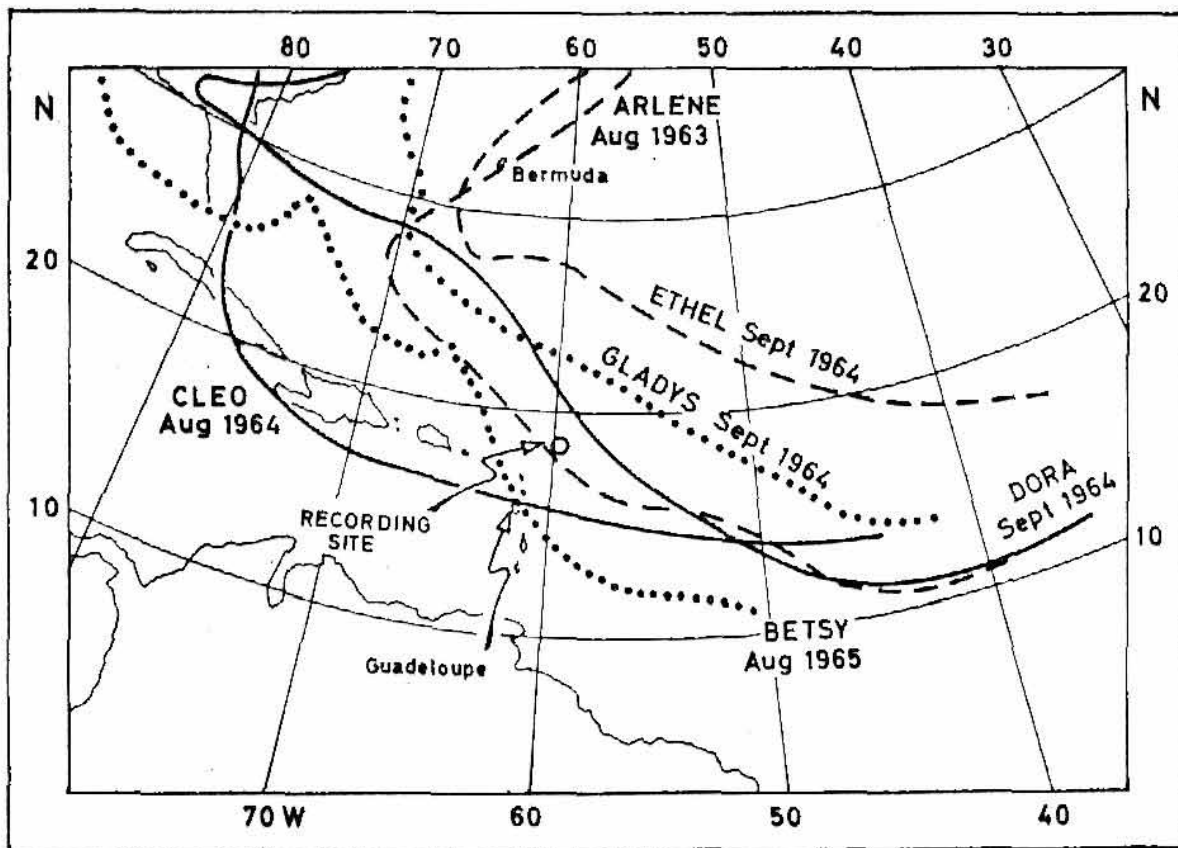 80 70 60 50 40 30
N
N
ARLENE
Aug 1963
Bermuda
20
20
ETHEL Sept 1964
GLADYS Sept 1964
CLEO
Aug 1964
DORA
Sept 1964
10
10
RECORDING
SITE
BETSY
Aug 1965
Guadeloupe
70 W 60 50 40